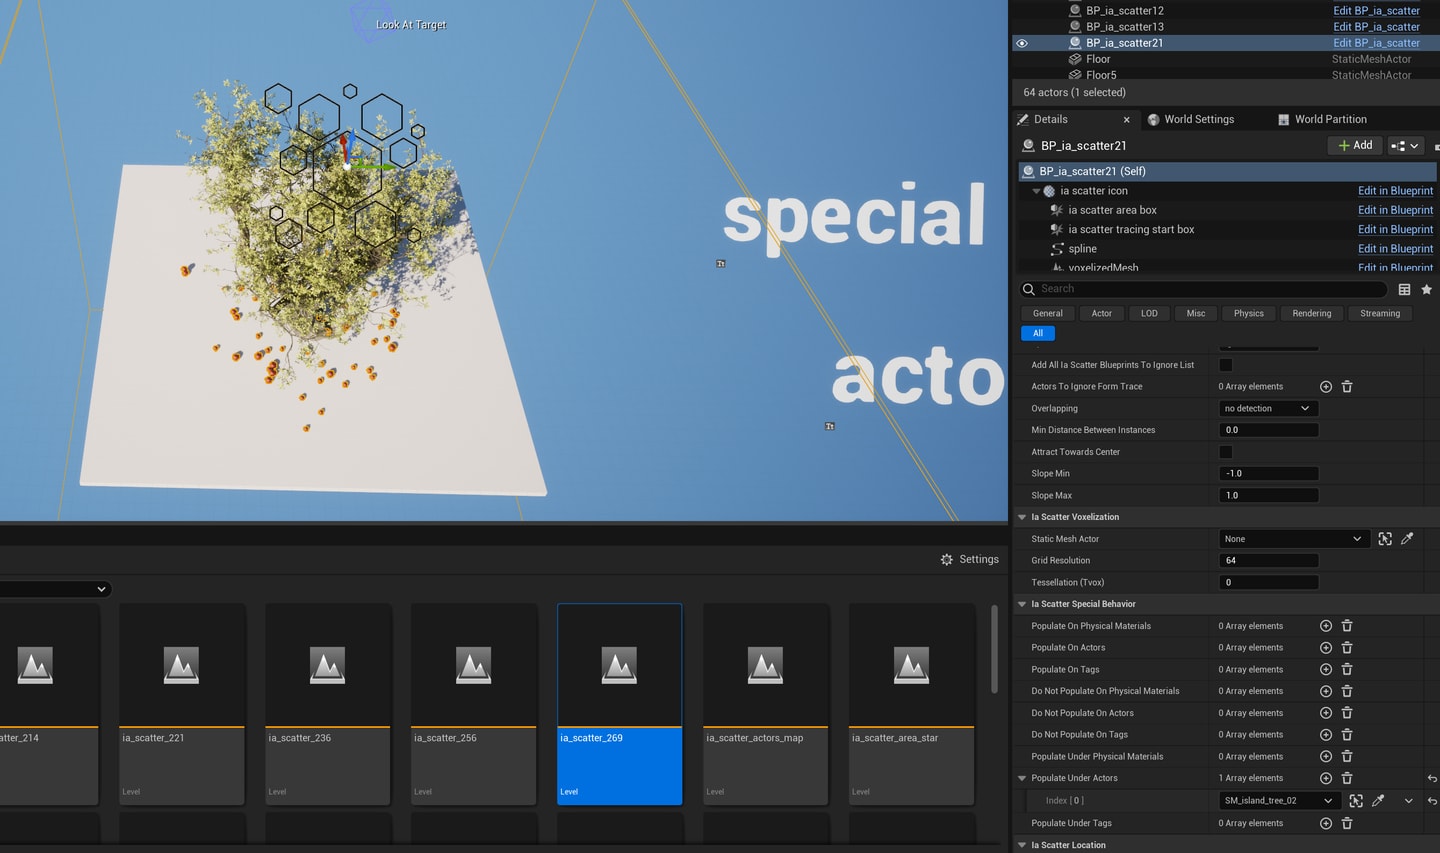 Look At Target
special
acto
BP_ia_scatter12 Edit BP_ia_scatter
BP_ia_scatter13 Edit BP_ia_scatter
BP_ia_scatter21 Edit BP_ia_scatter
Floor StaticMeshActor
Floor5 StaticMeshActor
64 actors (1 selected)
Details World Settings World Partition
BP_ia_scatter21 Add
BP_ia_scatter21 (Self)
ia scatter icon Edit in Blueprint
ia scatter area box Edit in Blueprint
ia scatter tracing start box Edit in Blueprint
spline Edit in Blueprint
voxelizedMesh Edit in Blueprint
Search
General Actor LOD Misc Physics Rendering Streaming
All
Add All Ia Scatter Blueprints To Ignore List
Actors To Ignore Form Trace 0 Array elements
Overlapping no detection
Min Distance Between Instances 0.0
Attract Towards Center
Slope Min -1.0
Slope Max 1.0
Ia Scatter Voxelization
Static Mesh Actor None
Grid Resolution 64
Tessellation (Tvox) 0
Ia Scatter Special Behavior
Populate On Physical Materials 0 Array elements
Populate On Actors 0 Array elements
Populate On Tags 0 Array elements
Do Not Populate On Physical Materials 0 Array elements
Do Not Populate On Actors 0 Array elements
Do Not Populate On Tags 0 Array elements
Populate Under Physical Materials 0 Array elements
Populate Under Actors 1 Array elements
Index [ 0 ] SM_island_tree_02
Populate Under Tags 0 Array elements
Ia Scatter Location
Settings
atter_214 ia_scatter_221 ia_scatter_236 ia_scatter_256 ia_scatter_269 ia_scatter_actors_map ia_scatter_area_star
Level Level Level Level Level Level